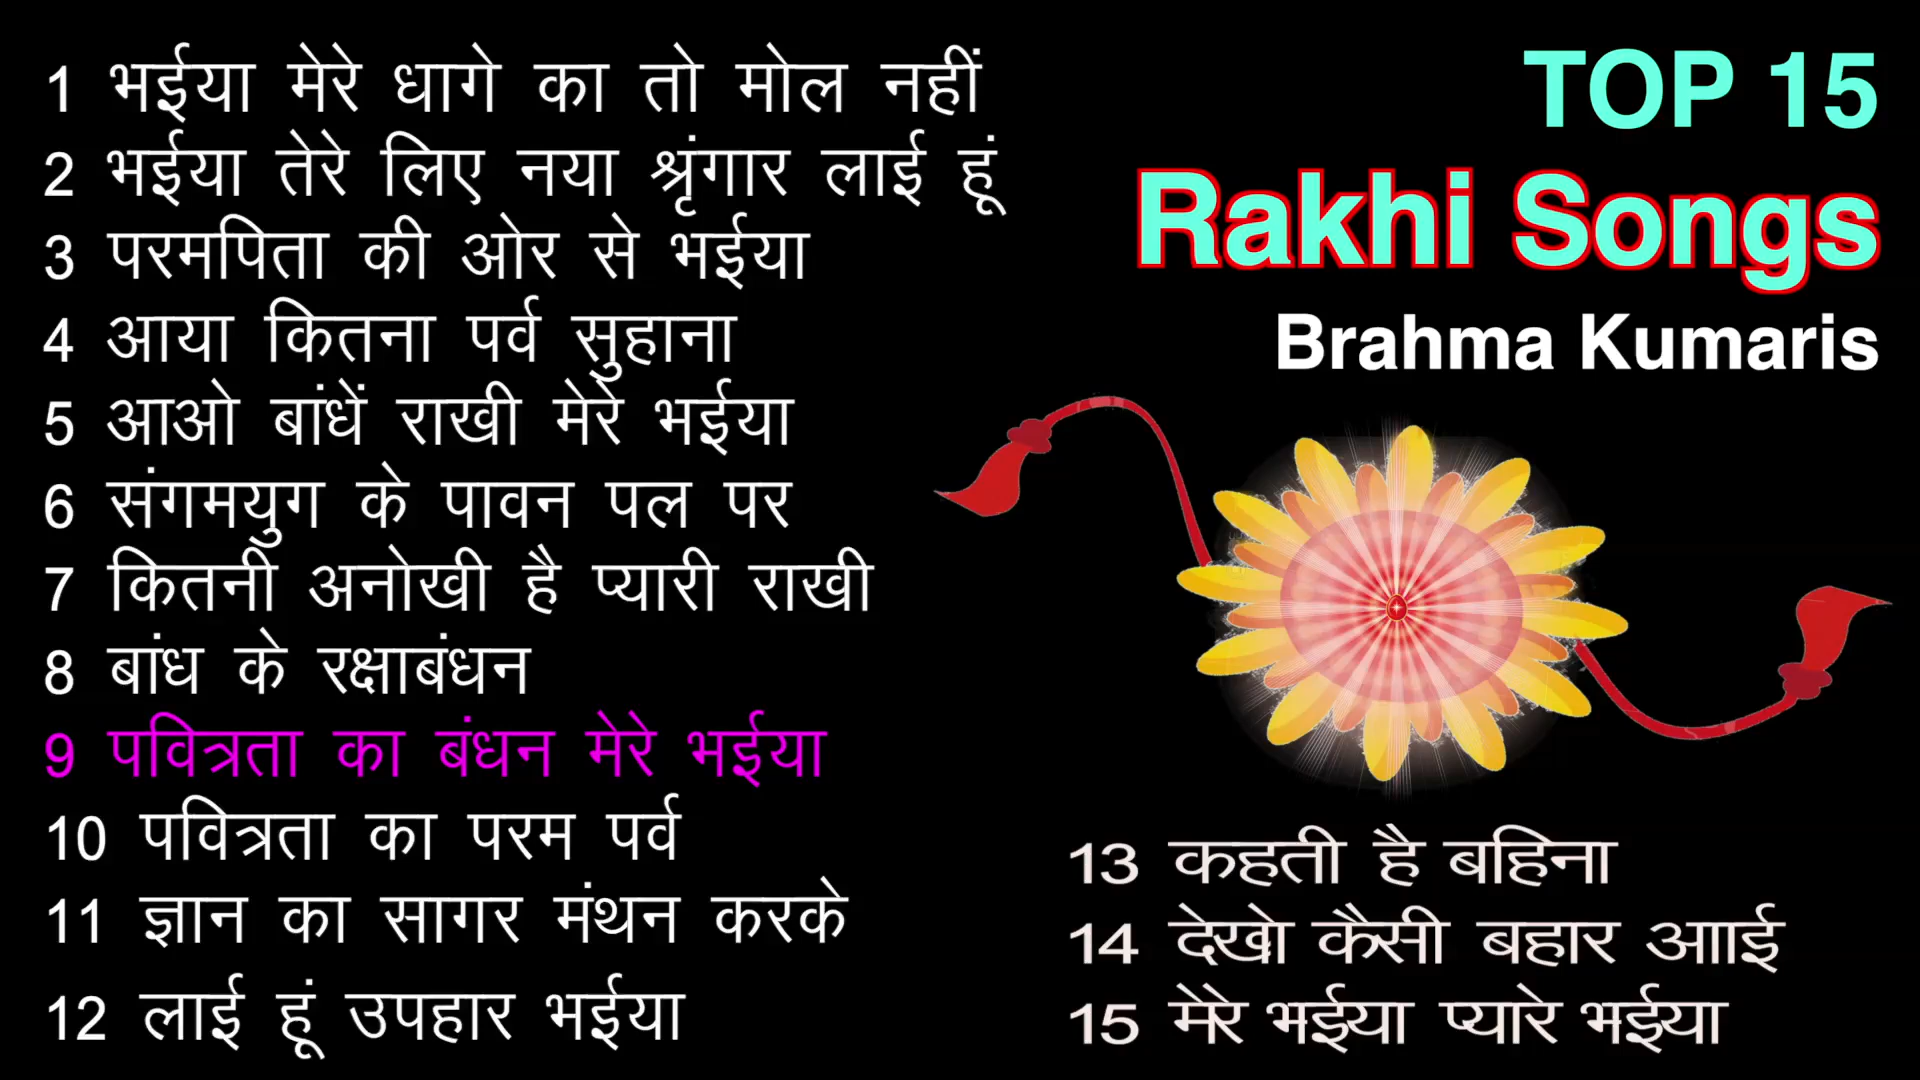 1 भईया मेरे धागे का तो मोल नहीं
2 भईया तेरे लिए नया श्रृंगार लाई हूं
3 परमपिता की ओर से भईया
4 आया कितना पर्व सुहाना
5 आओ बांधें राखी मेरे भईया
6 संगमयुग के पावन पल पर
7 कितनी अनोखी है प्यारी राखी
8 बांध के रक्षाबंधन
9 पवित्रता का बंधन मेरे भईया
10 पवित्रता का परम पर्व
11 ज्ञान का सागर मंथन करके
12 लाई हूं उपहार भईया
TOP 15
Rakhi Songs
Brahma Kumaris
13 कहती है बहिना
14 देखो कैसी बहार आाई
15 मेरे भईया प्यारे भईया